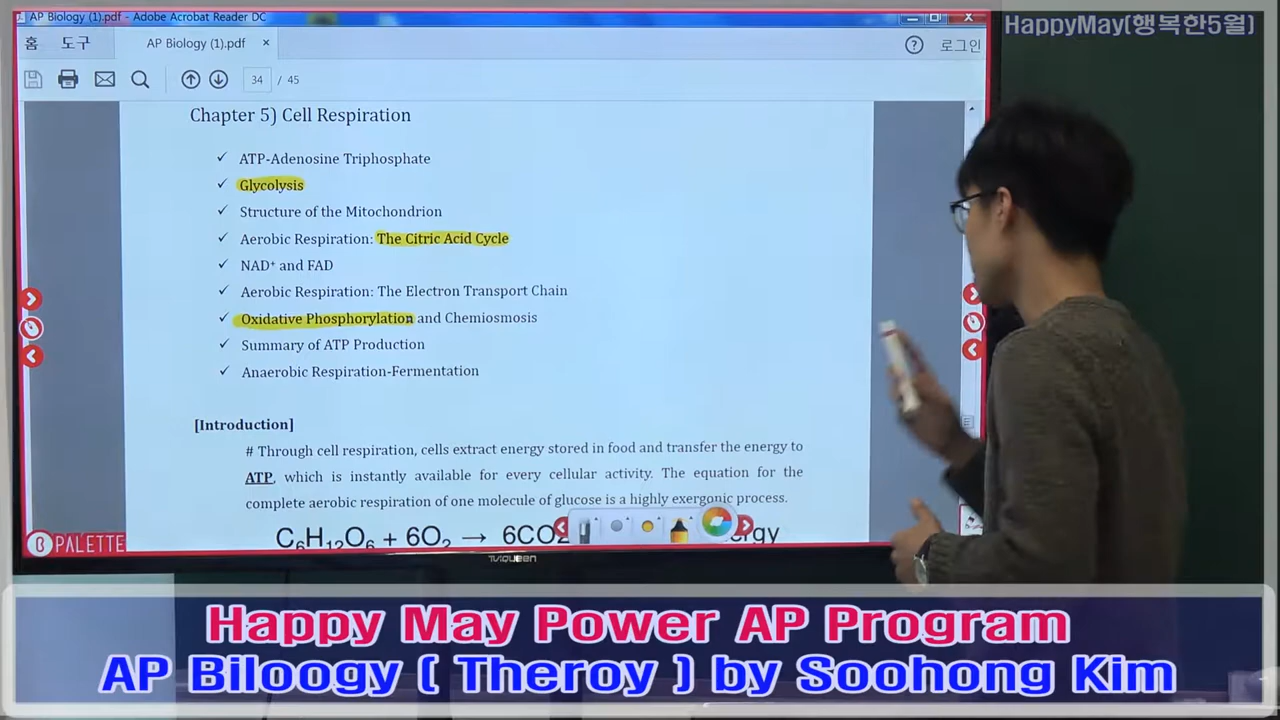 AP Biology (1).pdf - Adobe Acrobat Reader DC
HappyMay(행복한5월)
홈 도구 AP Biology (1).pdf × ? 로그인
34 / 45
Chapter 5) Cell Respiration
✓ ATP-Adenosine Triphosphate
✓ Glycolysis
✓ Structure of the Mitochondrion
✓ Aerobic Respiration: The Citric Acid Cycle
✓ NAD⁺ and FAD
✓ Aerobic Respiration: The Electron Transport Chain
✓ Oxidative Phosphorylation and Chemiosmosis
✓ Summary of ATP Production
✓ Anaerobic Respiration-Fermentation
[Introduction]
# Through cell respiration, cells extract energy stored in food and transfer the energy to
ATP, which is instantly available for every cellular activity. The equation for the
complete aerobic respiration of one molecule of glucose is a highly exergonic process.
C₆H₁₂O₆ + 6O₂ → 6CO₂
PALETTE
TVIQUEEN
Happy May Power AP Program
AP Biloogy ( Theroy ) by Soohong Kim